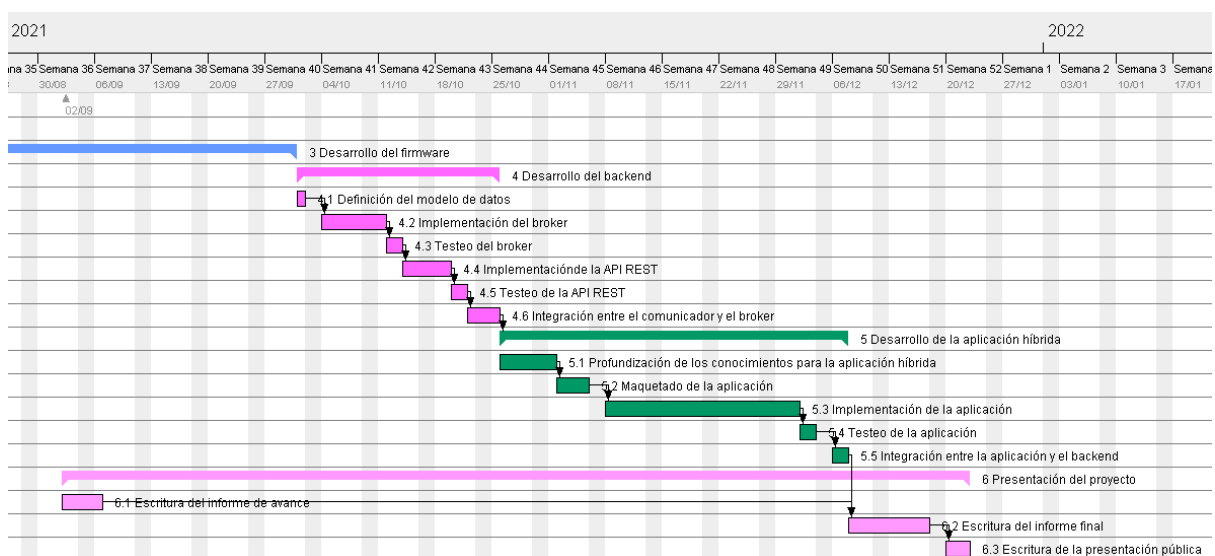 2021 2022
na 35 Semana 36 Semana 37 Semana 38 Semana 39 Semana 40 Semana 41 Semana 42 Semana 43 Semana 44 Semana 45 Semana 46 Semana 47 Semana 48 Semana 49 Semana 50 Semana 51 Semana 52 Semana 1 Semana 2 Semana 3 Semana
30/08 06/09 13/09 20/09 27/09 04/10 11/10 18/10 25/10 01/11 08/11 15/11 22/11 29/11 06/12 13/12 20/12 27/12 03/01 10/01 17/01
02/09
3 Desarrollo del firmware
4 Desarrollo del backend
4.1 Definición del modelo de datos
4.2 Implementación del broker
4.3 Testeo del broker
4.4 Implementaciónde la API REST
4.5 Testeo de la API REST
4.6 Integración entre el comunicador y el broker
5 Desarrollo de la aplicación híbrida
5.1 Profundización de los conocimientos para la aplicación híbrida
5.2 Maquetado de la aplicación
5.3 Implementación de la aplicación
5.4 Testeo de la aplicación
5.5 Integración entre la aplicación y el backend
6 Presentación del proyecto
6.1 Escritura del informe de avance
6.2 Escritura del informe final
6.3 Escritura de la presentación pública